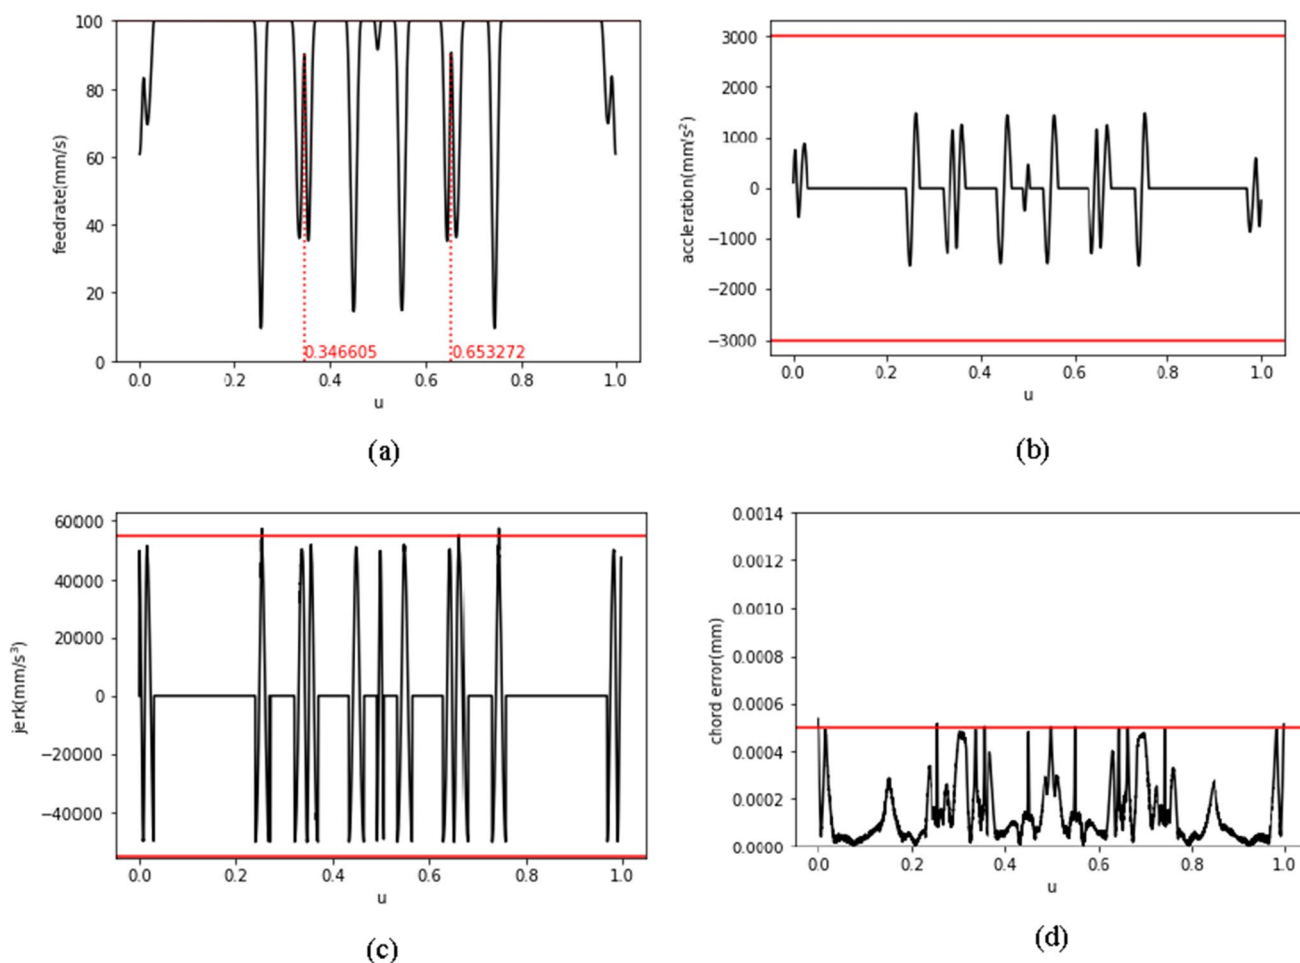 100
80
60
40
20
0
feedrate(mm/s)
0.346605
0.653272
0.0 0.2 0.4 0.6 0.8 1.0
u
(a)
3000
2000
1000
0
−1000
−2000
−3000
accleration(mm/s²)
0.0 0.2 0.4 0.6 0.8 1.0
u
(b)
60000
40000
20000
0
−20000
−40000
jerk(mm/s³)
0.0 0.2 0.4 0.6 0.8 1.0
u
(c)
0.0014
0.0012
0.0010
0.0008
0.0006
0.0004
0.0002
0.0000
chord error(mm)
0.0 0.2 0.4 0.6 0.8 1.0
u
(d)